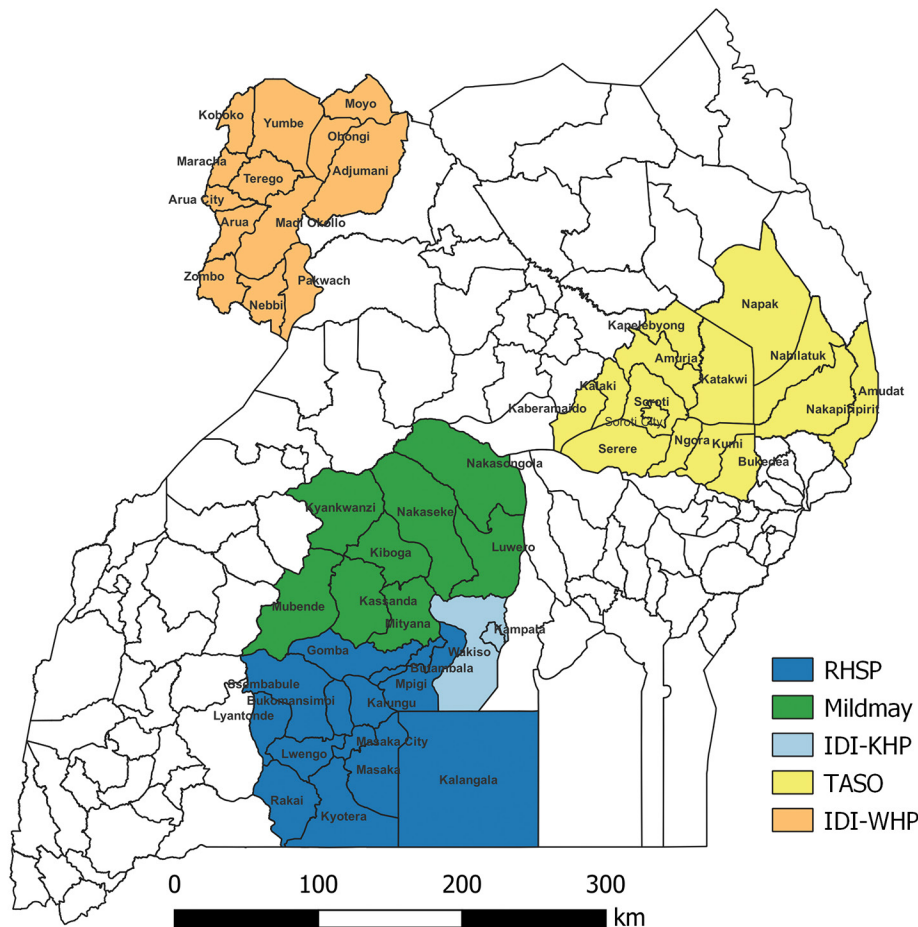 Koboko
Yumbe
Moyo
Obongi
Maracha
Terego
Adjumani
Arua City
Arua
Madi Okollo
Zombo
Nebbi
Pakwach
Napak
Kapelebyong
Amuria
Nabilatuk
Katakwi
Kalaki
Amudat
Soroti
Kaberamaido
Nakapiripirit
Soroti City
Ngora
Kumi
Serere
Bukedea
Nakasongola
Kyankwanzi
Nakaseke
Luwero
Kiboga
Mubende
Kassanda
Mityana
Kampala
Gomba
Wakiso
Butambala
Ssembabule
Mpigi
Bukomansimbi
Kalungu
Lyantonde
Masaka City
Lwengo
Masaka
Kalangala
Rakai
Kyotera
RHSP
Mildmay
IDI-KHP
TASO
IDI-WHP
0 100 200 300
km